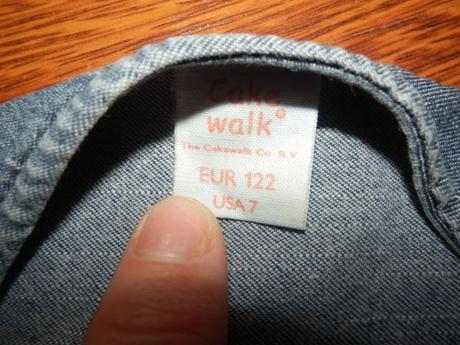 Cake
walk®
The Cakewalk Co. B.V.
EUR 122
USA 7